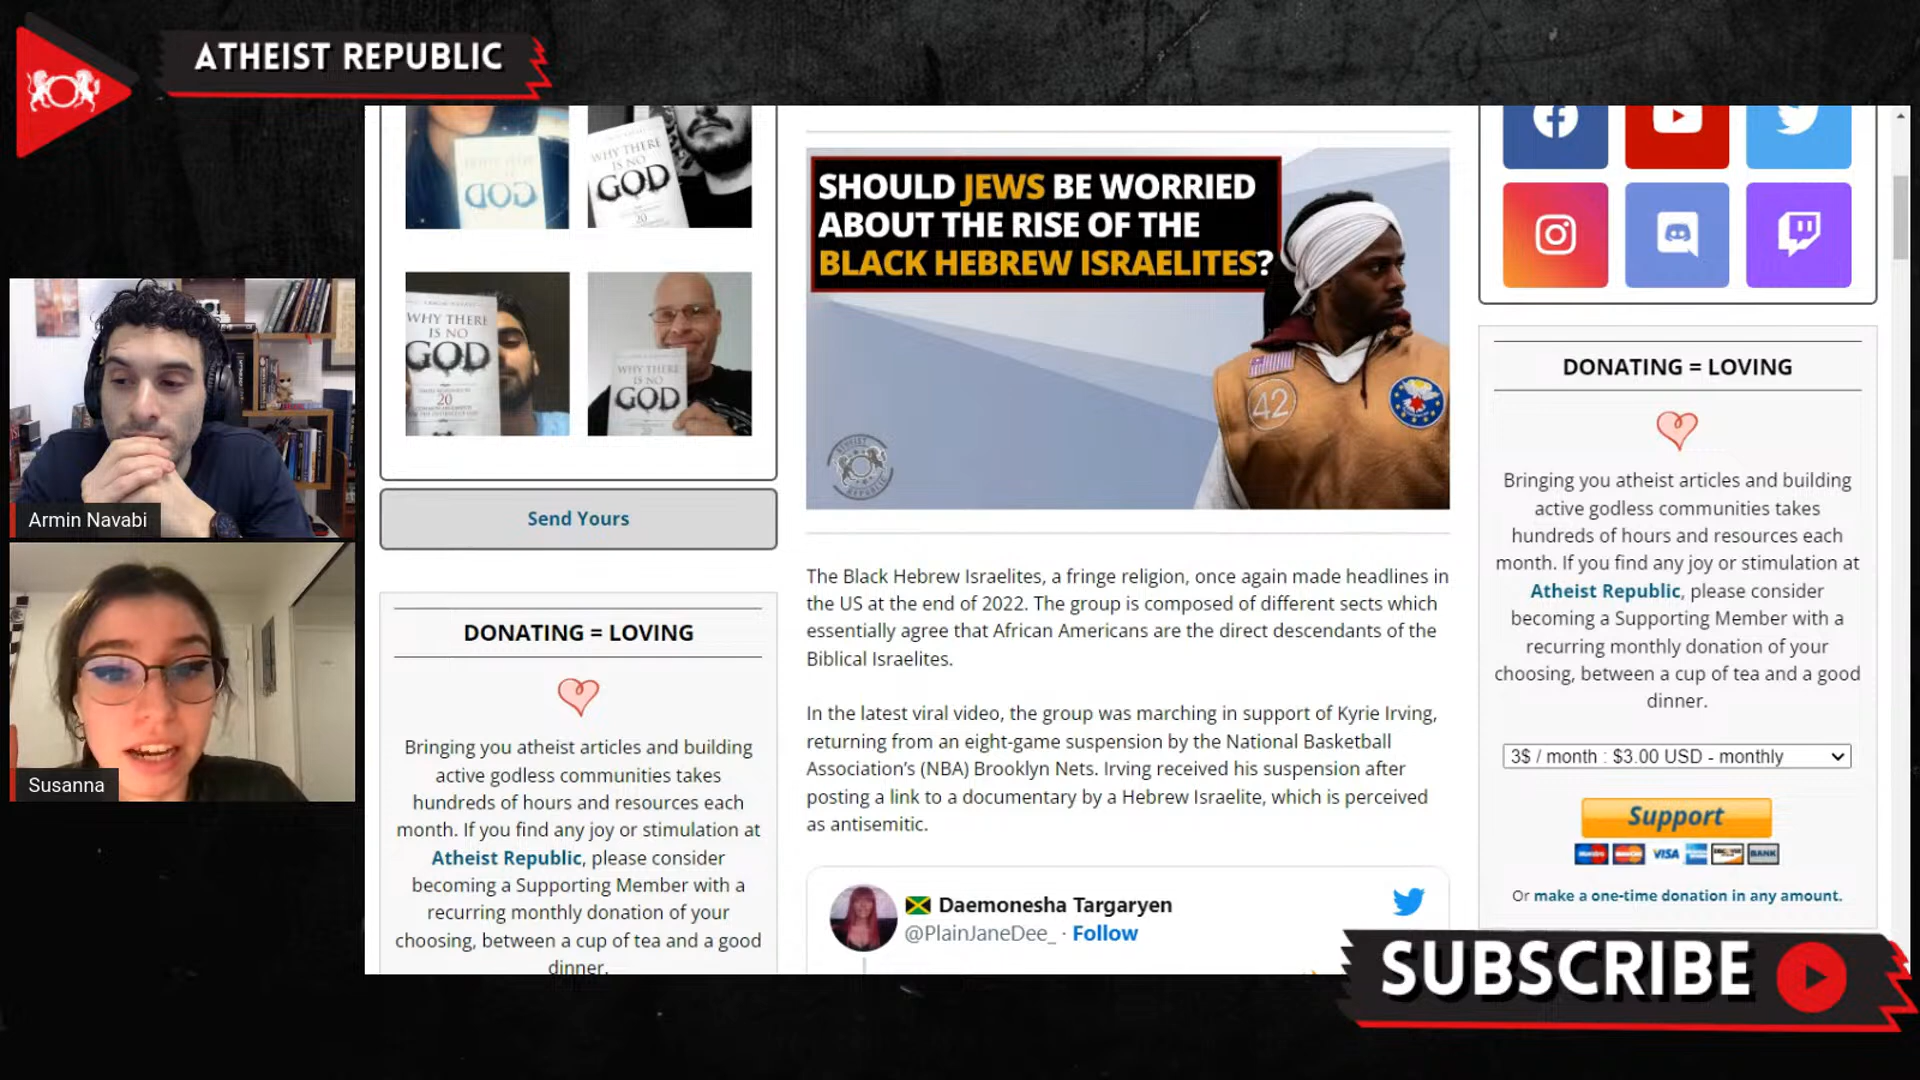 ATHEIST REPUBLIC
Armin Navabi
Susanna
GOD
WHY THERE
IS NO
GOD
20
WHY THERE
IS NO
GOD
20
WHY THERE
IS NO
GOD
Send Yours
DONATING = LOVING
Bringing you atheist articles and building
active godless communities takes
hundreds of hours and resources each
month. If you find any joy or stimulation at
Atheist Republic, please consider
becoming a Supporting Member with a
recurring monthly donation of your
choosing, between a cup of tea and a good
dinner.
SHOULD JEWS BE WORRIED
ABOUT THE RISE OF THE
BLACK HEBREW ISRAELITES?
42
The Black Hebrew Israelites, a fringe religion, once again made headlines in
the US at the end of 2022. The group is composed of different sects which
essentially agree that African Americans are the direct descendants of the
Biblical Israelites.
In the latest viral video, the group was marching in support of Kyrie Irving,
returning from an eight-game suspension by the National Basketball
Association's (NBA) Brooklyn Nets. Irving received his suspension after
posting a link to a documentary by a Hebrew Israelite, which is perceived
as antisemitic.
Daemonesha Targaryen
@PlainJaneDee_ · Follow
DONATING = LOVING
Bringing you atheist articles and building
active godless communities takes
hundreds of hours and resources each
month. If you find any joy or stimulation at
Atheist Republic, please consider
becoming a Supporting Member with a
recurring monthly donation of your
choosing, between a cup of tea and a good
dinner.
3$ / month : $3.00 USD - monthly
Support
VISA
BANK
Or make a one-time donation in any amount.
SUBSCRIBE